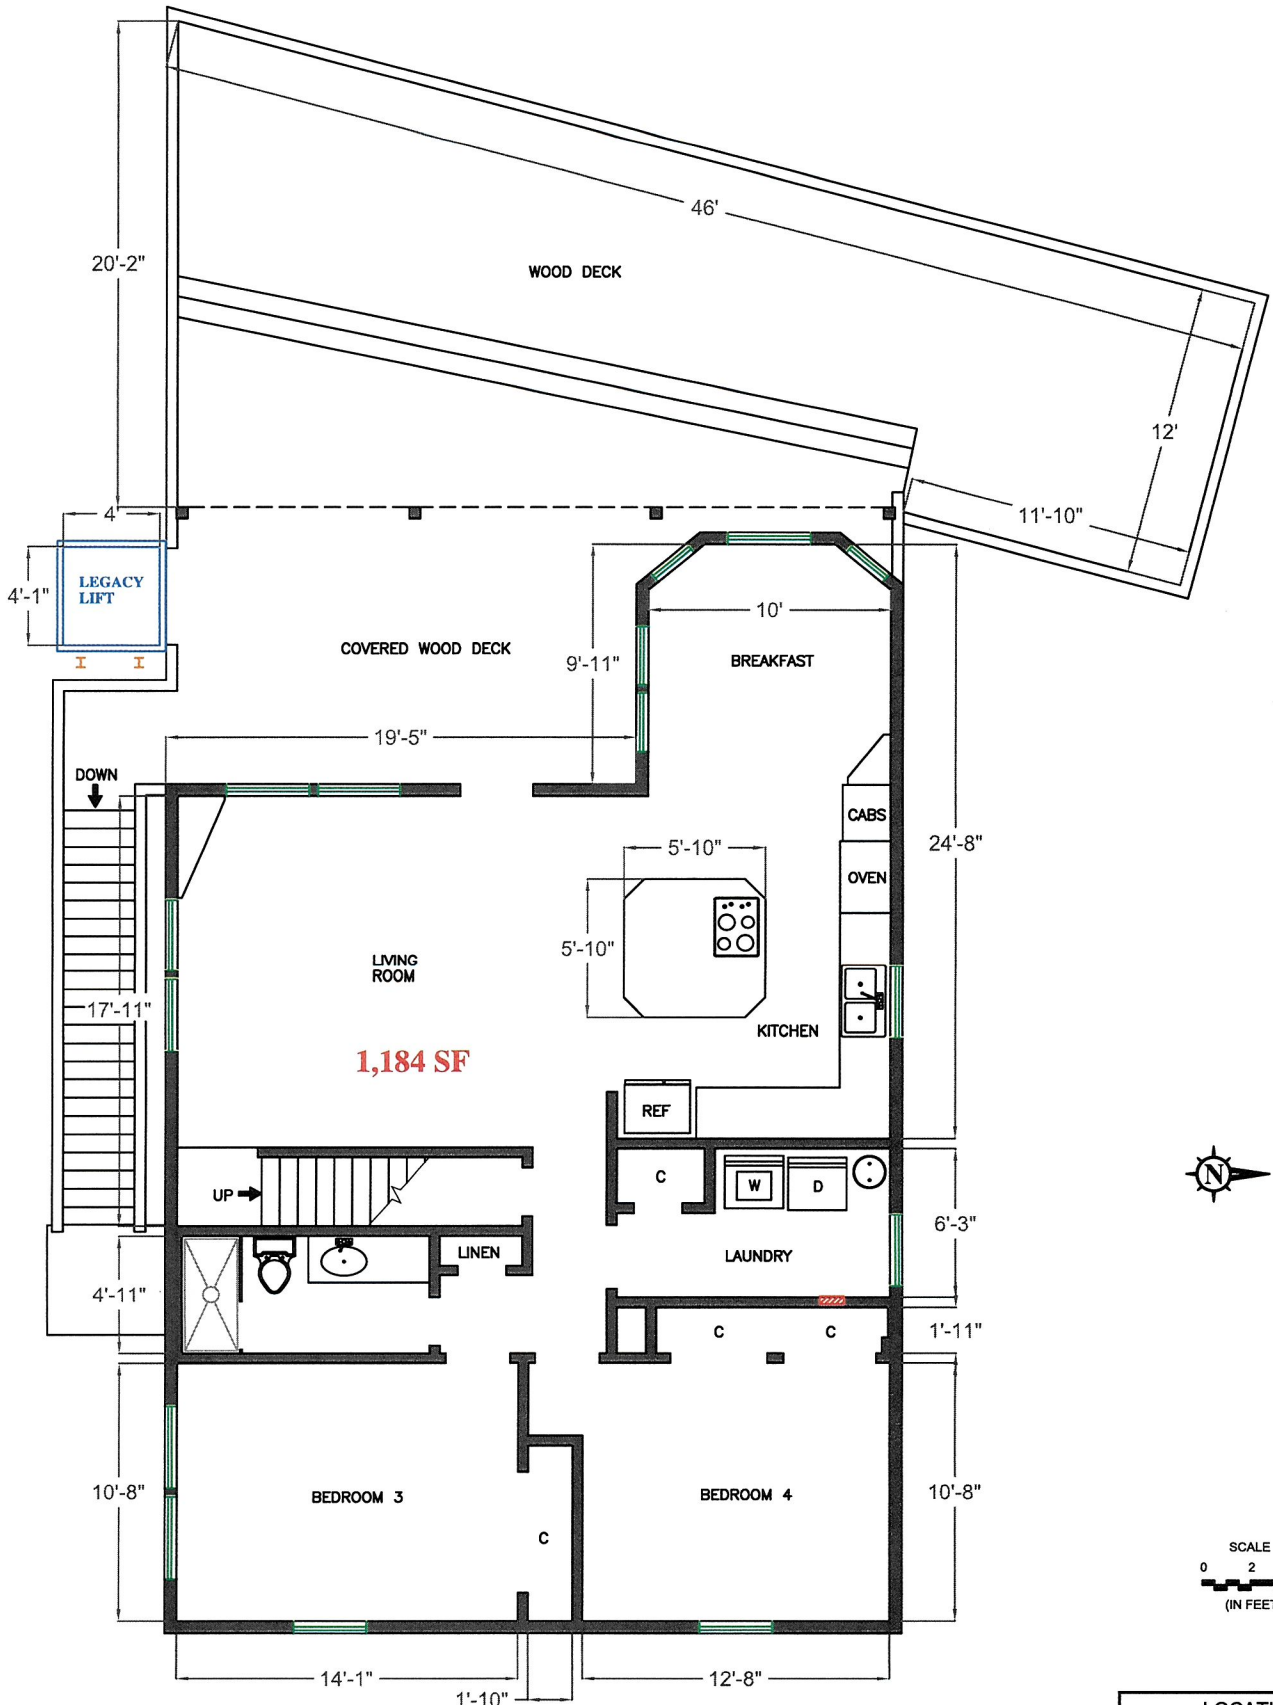 46'
20'-2"
WOOD DECK
12'
11'-10"
4'
LEGACY
LIFT
4'-1"
10'
COVERED WOOD DECK
9'-11"
BREAKFAST
19'-5"
DOWN
CABS
24'-8"
5'-10"
OVEN
5'-10"
LIVING
ROOM
17'-11"
KITCHEN
1,184 SF
REF
N
C
W
D
UP
6'-3"
LINEN
LAUNDRY
4'-11"
C
C
1'-11"
10'-8"
BEDROOM 3
BEDROOM 4
10'-8"
C
SCALE
0 2
(IN FEET
14'-1"
12'-8"
1'-10"